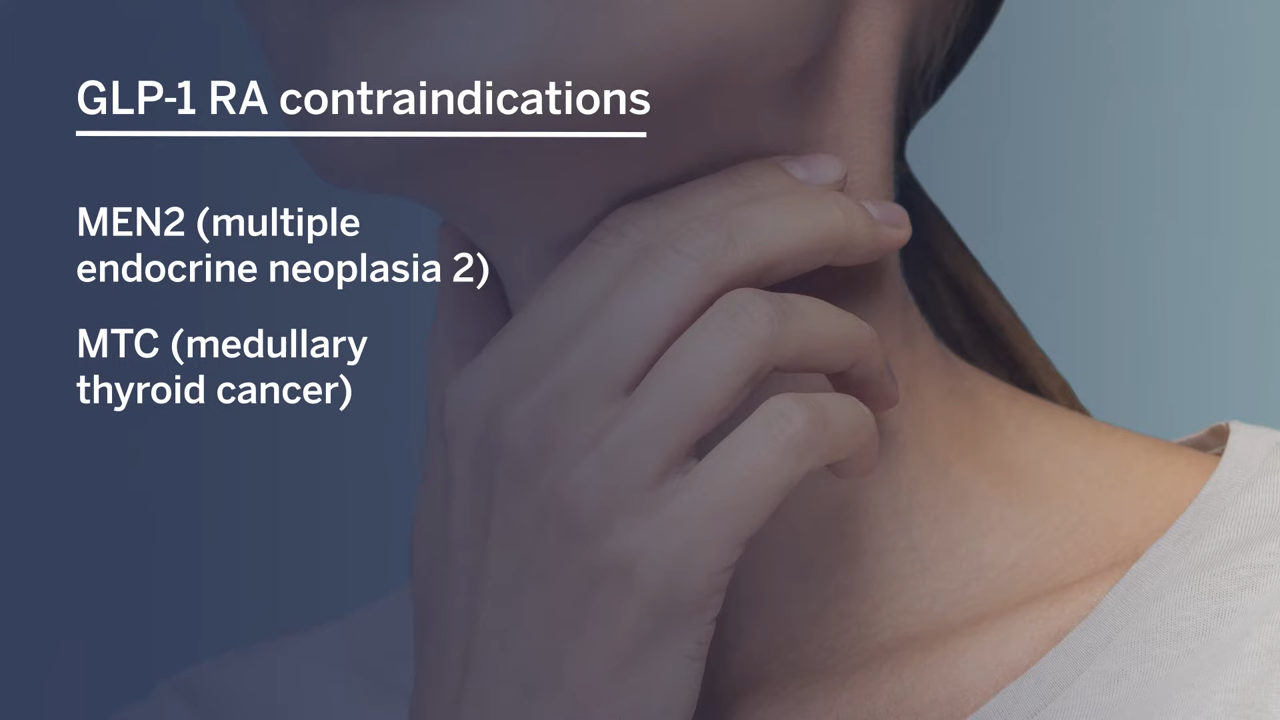 GLP-1 RA contraindications
MEN2 (multiple
endocrine neoplasia 2)
MTC (medullary
thyroid cancer)